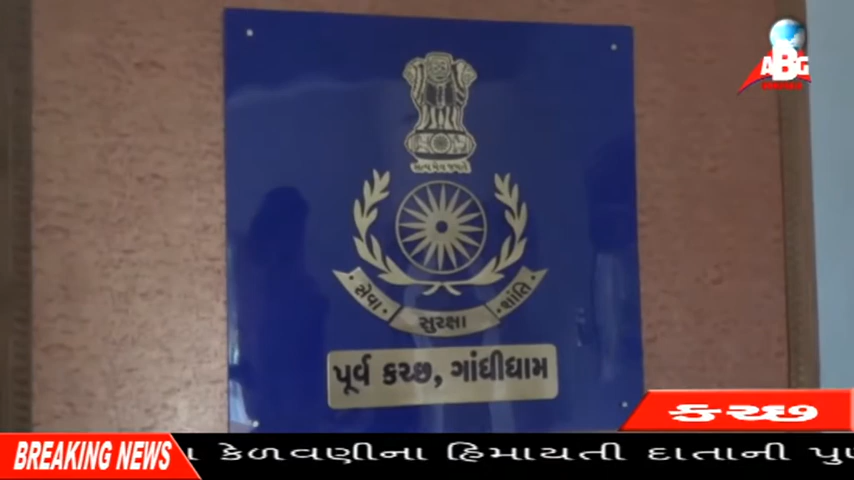 ABG
સેવા સુરક્ષા શાંતિ
પૂર્વ કચ્છ, ગાંધીધામ
કચ્છ
BREAKING NEWS
કેળવણીના હિમાયતી દાતાની